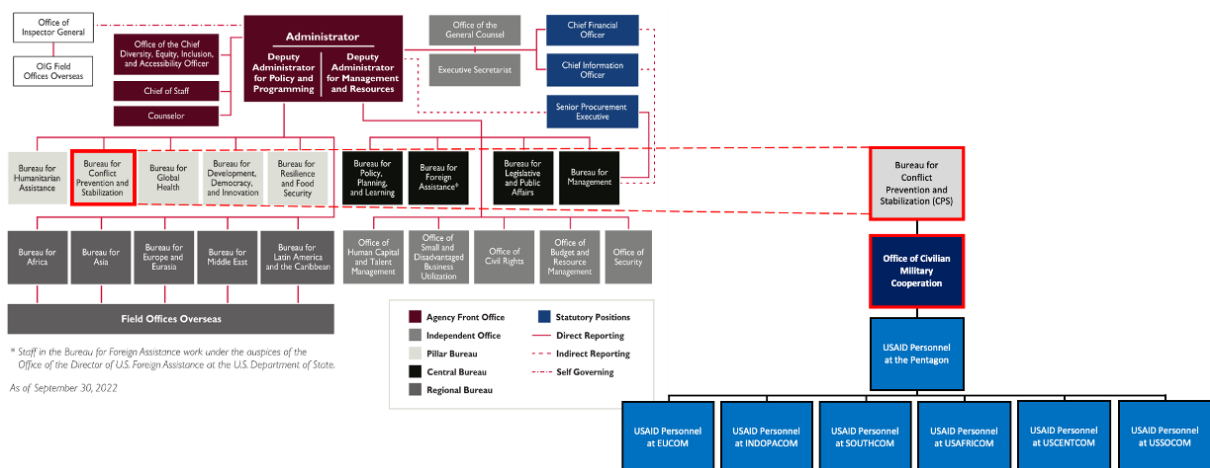 Office of
Inspector General
OIG Field
Offices Overseas
Office of the Chief
Diversity, Equity, Inclusion,
and Accessibility Officer
Chief of Staff
Counselor
Administrator
Deputy
Administrator
for Policy and
Programming
Deputy
Administrator
for Management
and Resources
Office of the
General Counsel
Executive Secretariat
Chief Financial
Officer
Chief Information
Officer
Senior Procurement
Executive
Bureau for
Humanitarian
Assistance
Bureau for
Conflict
Prevention and
Stabilization
Bureau for
Global
Health
Bureau for
Development,
Democracy,
and Innovation
Bureau for
Resilience
and Food
Security
Bureau for
Policy,
Planning,
and Learning
Bureau for
Foreign
Assistance*
Bureau for
Legislative
and Public
Affairs
Bureau for
Management
Bureau for
Conflict
Prevention and
Stabilization (CPS)
Bureau for
Africa
Bureau for
Asia
Bureau for
Europe and
Eurasia
Bureau for
Middle East
Bureau for
Latin America
and the Caribbean
Office of
Human Capital
and Talent
Management
Office of
Small and
Disadvantaged
Business
Utilization
Office of
Civil Rights
Office of
Budget and
Resource
Management
Office of
Security
Office of Civilian
Military
Cooperation
Field Offices Overseas
Agency Front Office
Independent Office
Pillar Bureau
Central Bureau
Regional Bureau
Statutory Positions
Direct Reporting
Indirect Reporting
Self Governing
* Staff in the Bureau for Foreign Assistance work under the auspices of the
Office of the Director of U.S. Foreign Assistance at the U.S. Department of State.
As of September 30, 2022
USAID Personnel
at the Pentagon
USAID Personnel
at EUCOM
USAID Personnel
at INDOPACOM
USAID Personnel
at SOUTHCOM
USAID Personnel
at USAFRICOM
USAID Personnel
at USCENTCOM
USAID Personnel
at USSOCOM